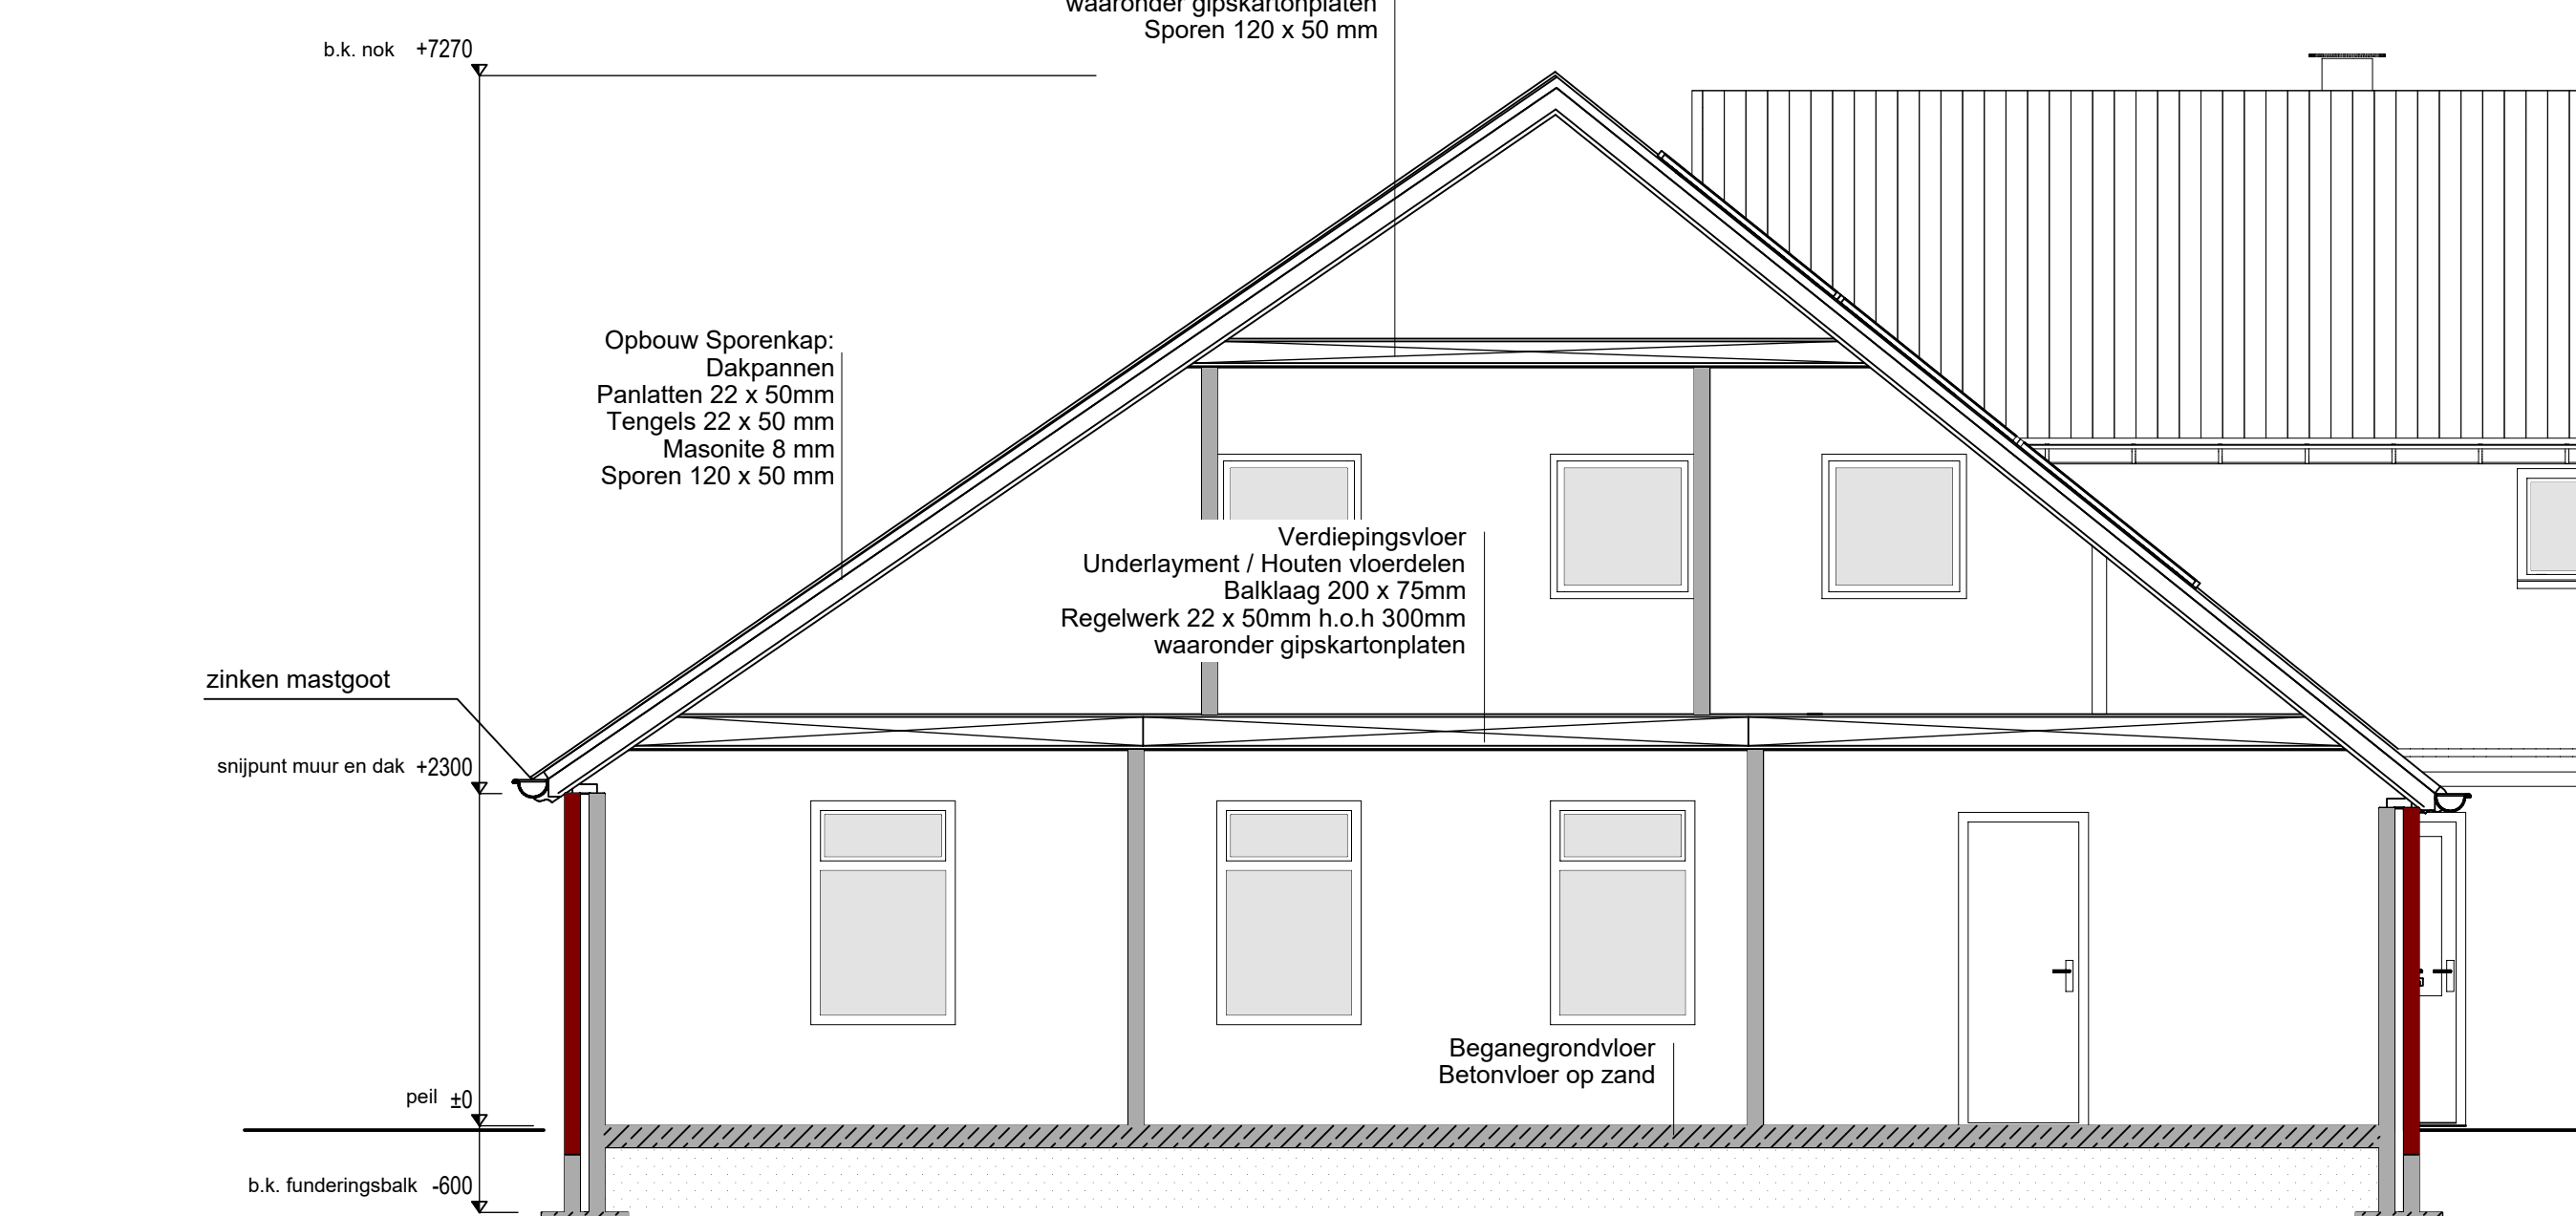 waaronder gipskartonplaten
Sporen 120 x 50 mm
b.k. nok +7270
Opbouw Sporenkap:
Dakpannen
Panlatten 22 x 50mm
Tengels 22 x 50 mm
Masonite 8 mm
Sporen 120 x 50 mm
Verdiepingsvloer
Underlayment / Houten vloerdelen
Balklaag 200 x 75mm
Regelwerk 22 x 50mm h.o.h 300mm
waaronder gipskartonplaten
zinken mastgoot
snijpunt muur en dak +2300
Beganegrondvloer
Betonvloer op zand
peil ±0
b.k. funderingsbalk -600